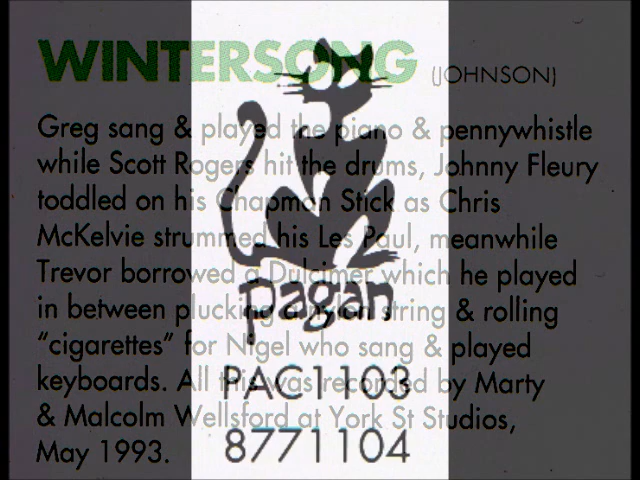 WINTERSONG (JOHNSON)
Greg sang & played the piano & pennywhistle
while Scott Rogers hit the drums, Johnny Fleury
toddled on his Chapman Stick as Chris
McKelvie strummed his Les Paul, meanwhile
Trevor borrowed a Dulcimer which he played
in between plucking string & rolling
“cigarettes” for Nigel who sang & played
keyboards. All this was recorded by Marty
& Malcolm Wellsford at York St Studios,
May 1993.
pagan
PAC1103
8771104